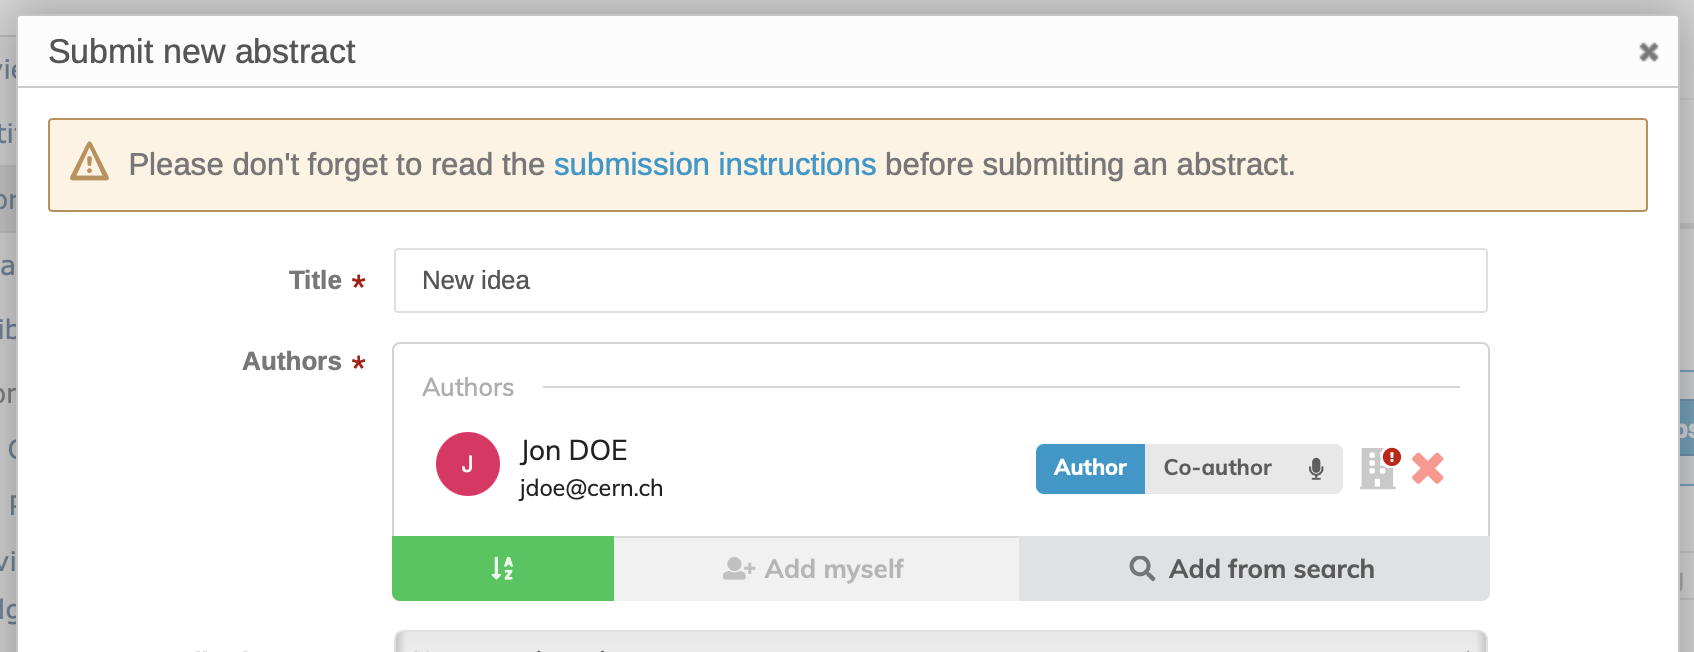 Submit new abstract
Please don't forget to read the submission instructions before submitting an abstract.
Title *
New idea
Authors *
Authors
J
Jon DOE
jdoe@cern.ch
Author
Co-author
A
Z
Add myself
Add from search